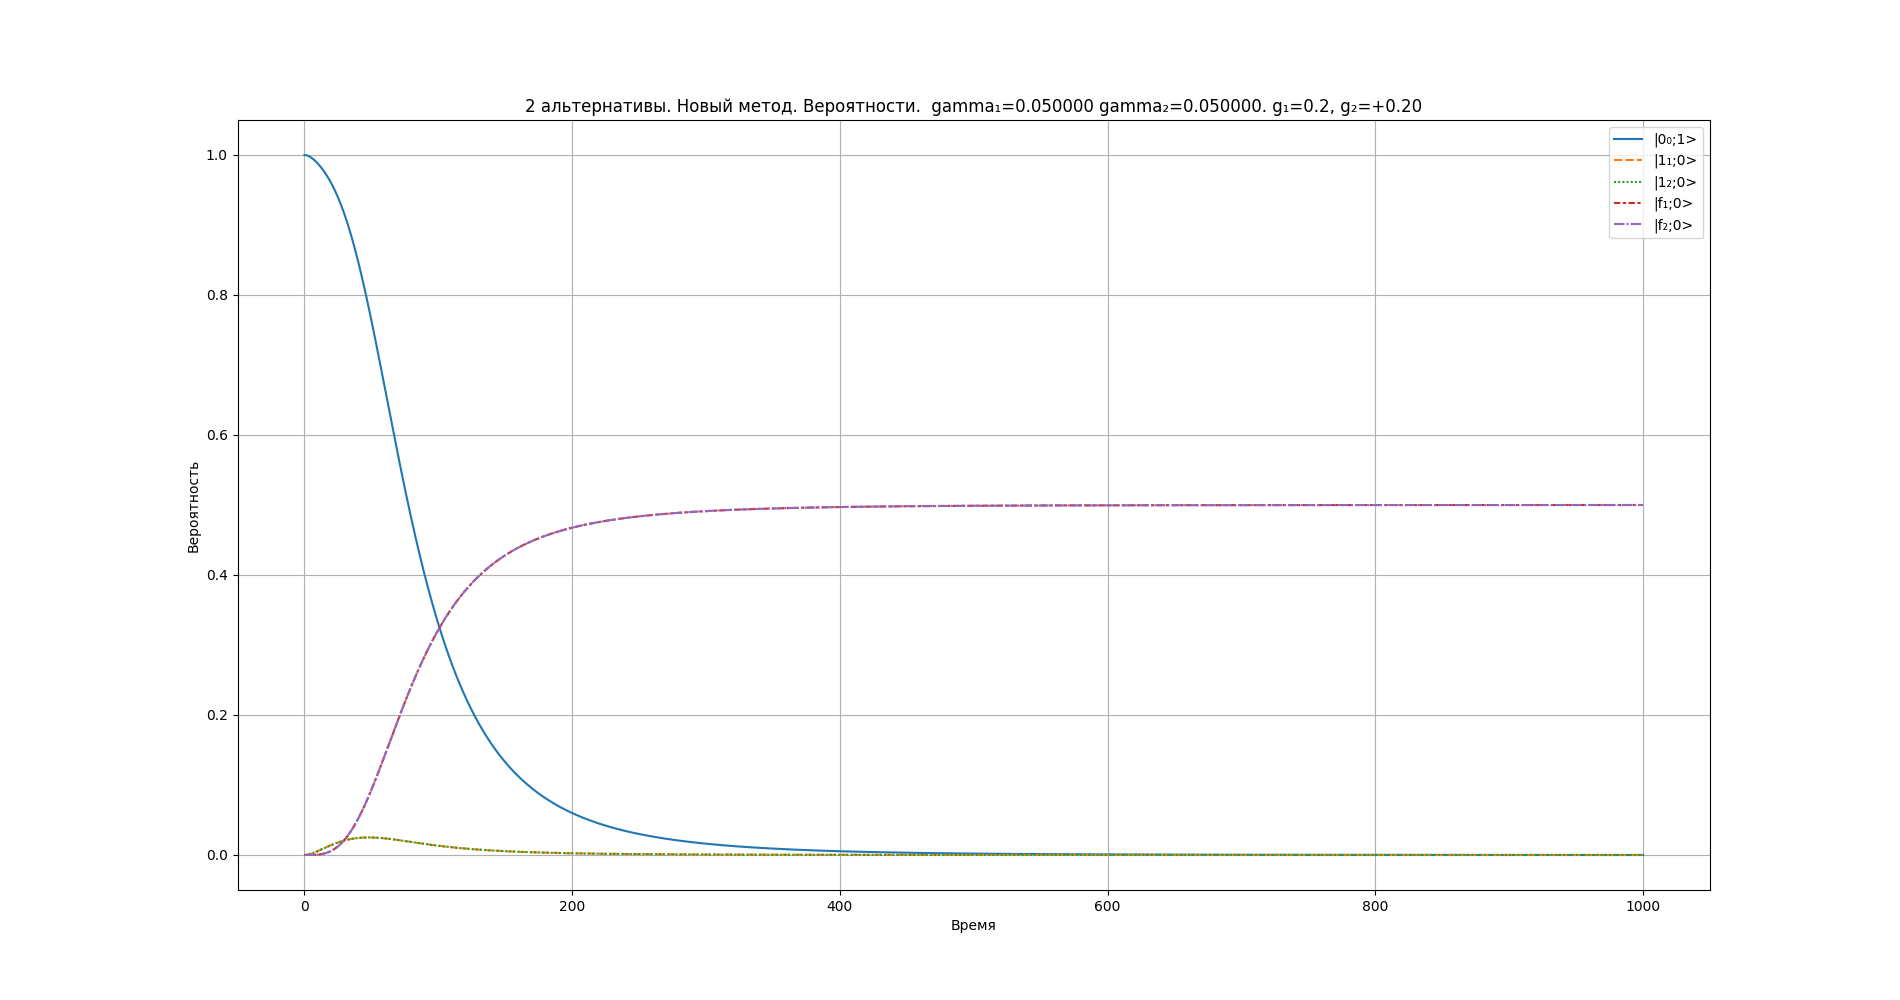 2 альтернативы. Новый метод. Вероятности.  gamma₁=0.050000 gamma₂=0.050000. g₁=0.2, g₂=+0.20
|0₀;1>
|1₁;0>
|1₂;0>
|f₁;0>
|f₂;0>
Вероятность
1.0
0.8
0.6
0.4
0.2
0.0
0 200 400 600 800 1000
Время